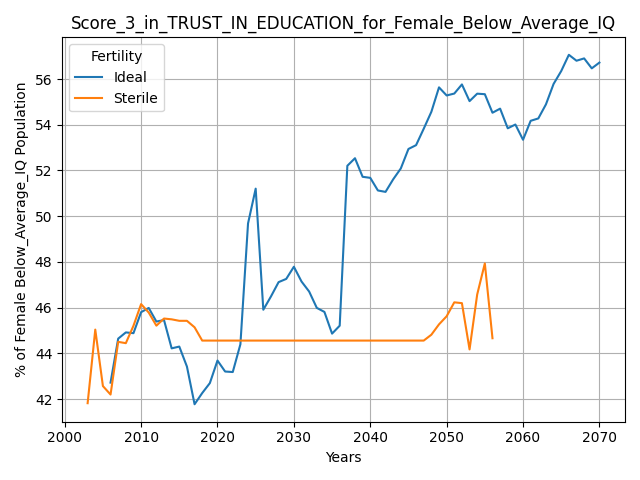 Score_3_in_TRUST_IN_EDUCATION_for_Female_Below_Average_IQ
Fertility
Ideal
Sterile
% of Female Below_Average_IQ Population
56
54
52
50
48
46
44
42
2000 2010 2020 2030 2040 2050 2060 2070
Years